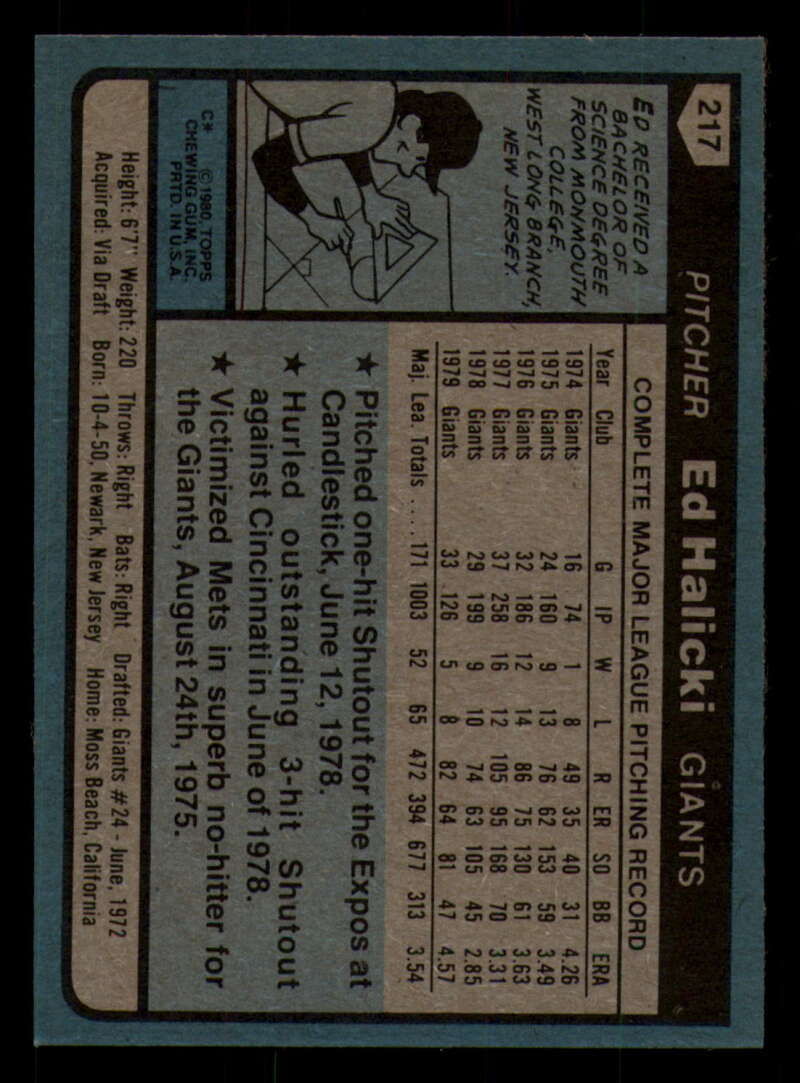 217
PITCHER Ed Halicki GIANTS
ED RECEIVED A
BACHELOR OF
SCIENCE DEGREE
FROM MONMOUTH
COLLEGE,
WEST LONG BRANCH,
NEW JERSEY.
C* ©1980 TOPPS
CHEWING GUM, INC.
PRTD. IN U.S.A.
COMPLETE MAJOR LEAGUE PITCHING RECORD
Year Club G IP W L R ER SO BB ERA
1974 Giants 16 74 1 8 49 35 40 31 4.26
1975 Giants 24 160 9 13 76 62 153 59 3.49
1976 Giants 32 186 12 14 86 75 130 61 3.63
1977 Giants 37 258 16 12 105 95 168 70 3.31
1978 Giants 29 199 9 10 74 63 105 45 2.85
1979 Giants 33 126 5 8 82 64 81 47 4.57
Maj. Lea. Totals .... 171 1003 52 65 472 394 677 313 3.54
★ Pitched one-hit Shutout for the Expos at
Candlestick, June 12, 1978.
★ Hurled outstanding 3-hit Shutout
against Cincinnati in June of 1978.
★ Victimized Mets in superb no-hitter for
the Giants, August 24th, 1975.
Height: 6'7" Weight: 220 Throws: Right Bats: Right Drafted: Giants #24 - June, 1972
Acquired: Via Draft Born: 10-4-50, Newark, New Jersey Home: Moss Beach, California